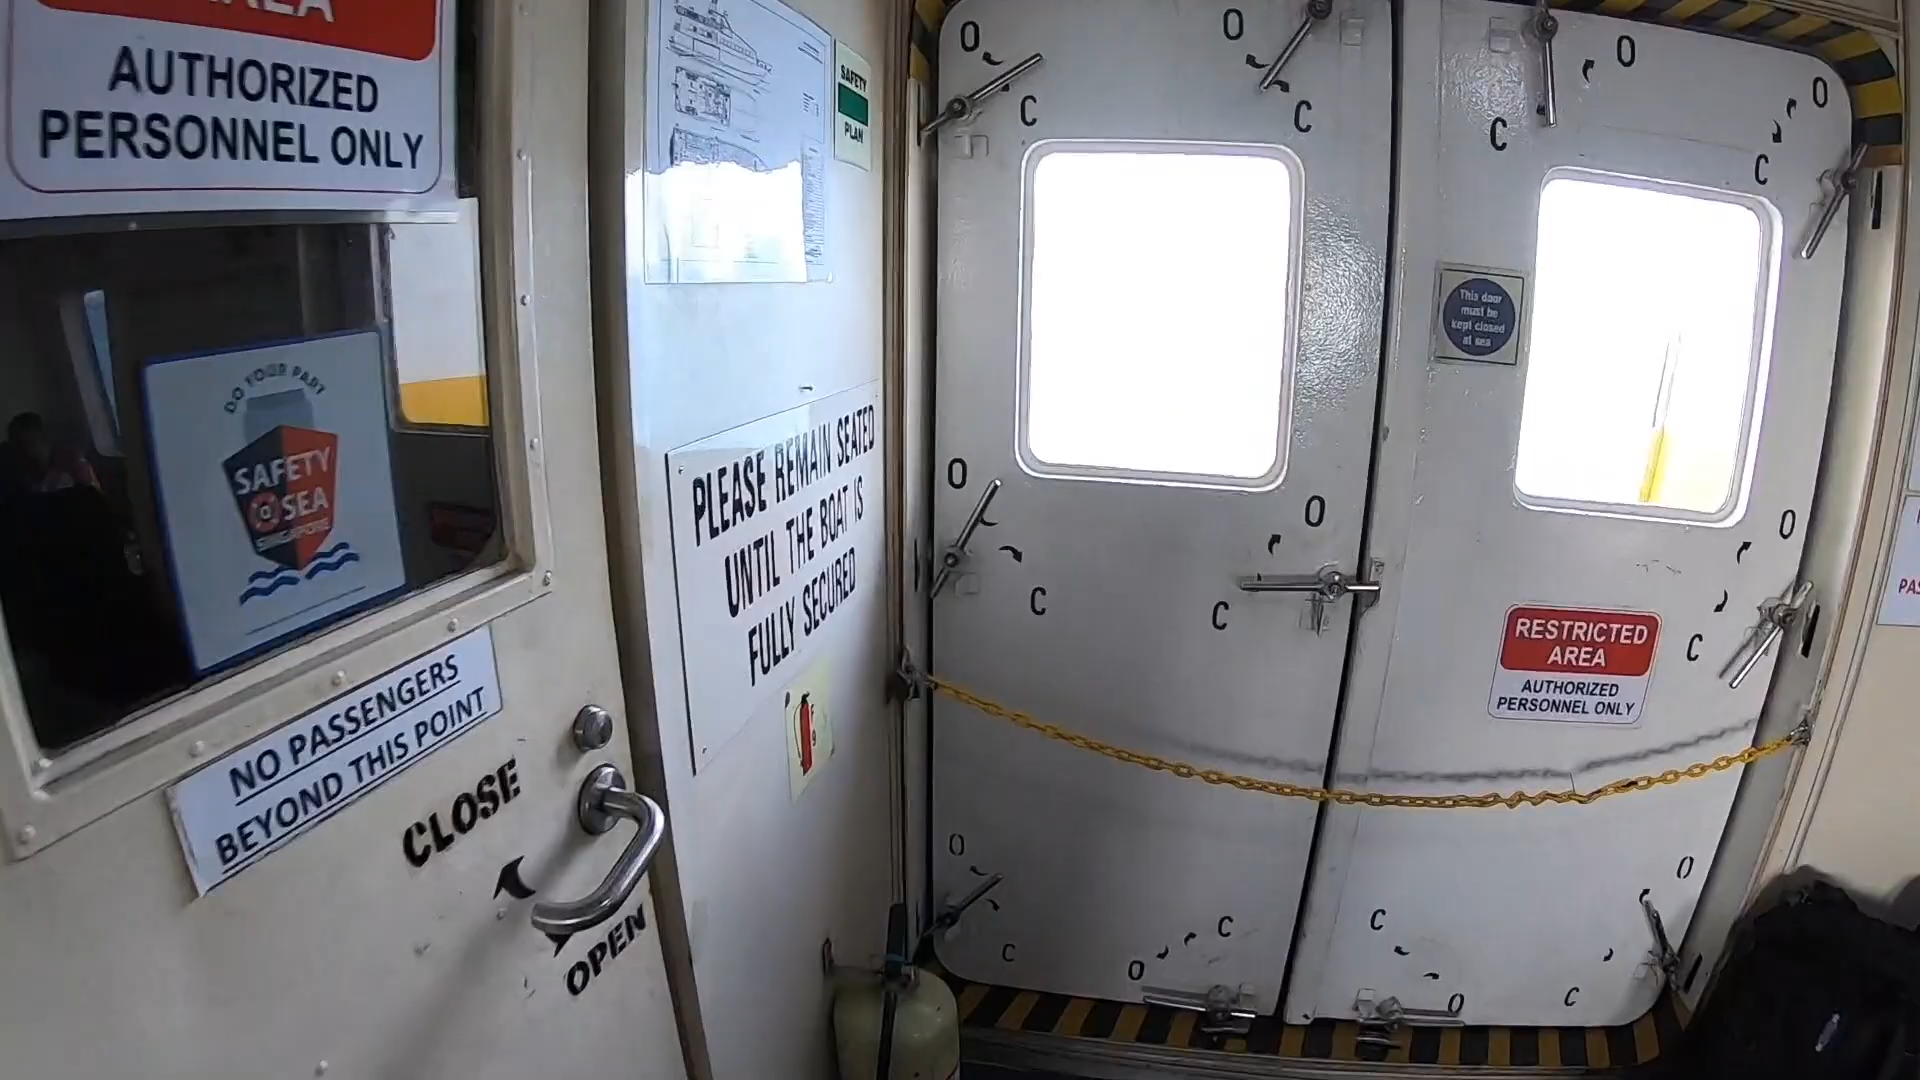 AREA
AUTHORIZED
PERSONNEL ONLY
DO YOUR PART
SAFETY
@ SEA
SINGAPORE
NO PASSENGERS
BEYOND THIS POINT
CLOSE
OPEN
SAFETY
PLAN
PLEASE REMAIN SEATED
UNTIL THE BOAT IS
FULLY SECURED
F
9
O
C
O
C
O
C
O
C
This door
must be
kept closed
at sea
O
C
O
C
O
C
RESTRICTED
AREA
AUTHORIZED
PERSONNEL ONLY
O
C
C
O
C
O
O
C
PAS